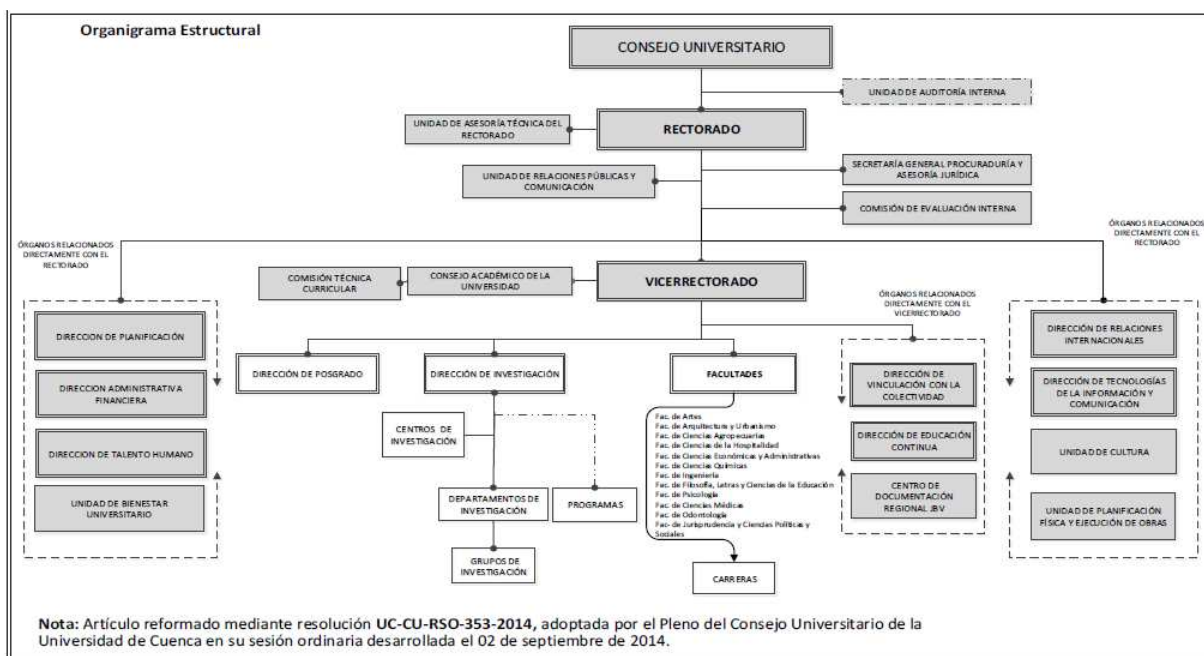 Organigrama Estructural
CONSEJO UNIVERSITARIO
UNIDAD DE AUDITORÍA INTERNA
UNIDAD DE ASESORÍA TÉCNICA DEL
RECTORADO
RECTORADO
UNIDAD DE RELACIONES PÚBLICAS Y
COMUNICACIÓN
SECRETARÍA GENERAL PROCURADURÍA Y
ASESORÍA JURÍDICA
COMISIÓN DE EVALUACIÓN INTERNA
ÓRGANOS RELACIONADOS
DIRECTAMENTE CON EL
RECTORADO
ÓRGANOS RELACIONADOS
DIRECTAMENTE CON EL
RECTORADO
COMISIÓN TÉCNICA
CURRICULAR
CONSEJO ACADÉMICO DE LA
UNIVERSIDAD
VICERRECTORADO
ÓRGANOS RELACIONADOS
DIRECTAMENTE CON EL
VICERRECTORADO
DIRECCION DE PLANIFICACIÓN
DIRECCION ADMINISTRATIVA
FINANCIERA
DIRECCION DE TALENTO HUMANO
UNIDAD DE BIENESTAR
UNIVERSITARIO
DIRECCIÓN DE POSGRADO
DIRECCIÓN DE INVESTIGACIÓN
CENTROS DE
INVESTIGACIÓN
DEPARTAMENTOS DE
INVESTIGACIÓN
PROGRAMAS
GRUPOS DE
INVESTIGACIÓN
FACULTADES
Fac. de Artes
Fac. de Arquitectura y Urbanismo
Fac. de Ciencias Agropecuarias
Fac. de Ciencias de la Hospitalidad
Fac. de Ciencias Económicas y Administrativas
Fac. de Ciencias Químicas
Fac. de Ingeniería
Fac. de Filosofía, Letras y Ciencias de la Educación
Fac. de Psicología
Fac. de Ciencias Médicas
Fac. de Odontología
Fac- de Jurisprudencia y Ciencias Políticas y
Sociales
CARRERAS
DIRECCIÓN DE
VINCULACIÓN CON LA
COLECTIVIDAD
DIRECCIÓN DE EDUCACIÓN
CONTINUA
CENTRO DE
DOCUMENTACIÓN
REGIONAL JBV
DIRECCIÓN DE RELACIONES
INTERNACIONALES
DIRECCIÓN DE TECNOLOGÍAS
DE LA INFORMACIÓN Y
COMUNICACIÓN
UNIDAD DE CULTURA
UNIDAD DE PLANIFICACIÓN
FÍSICA Y EJECUCIÓN DE OBRAS
Nota: Artículo reformado mediante resolución UC-CU-RSO-353-2014, adoptada por el Pleno del Consejo Universitario de la
Universidad de Cuenca en su sesión ordinaria desarrollada el 02 de septiembre de 2014.